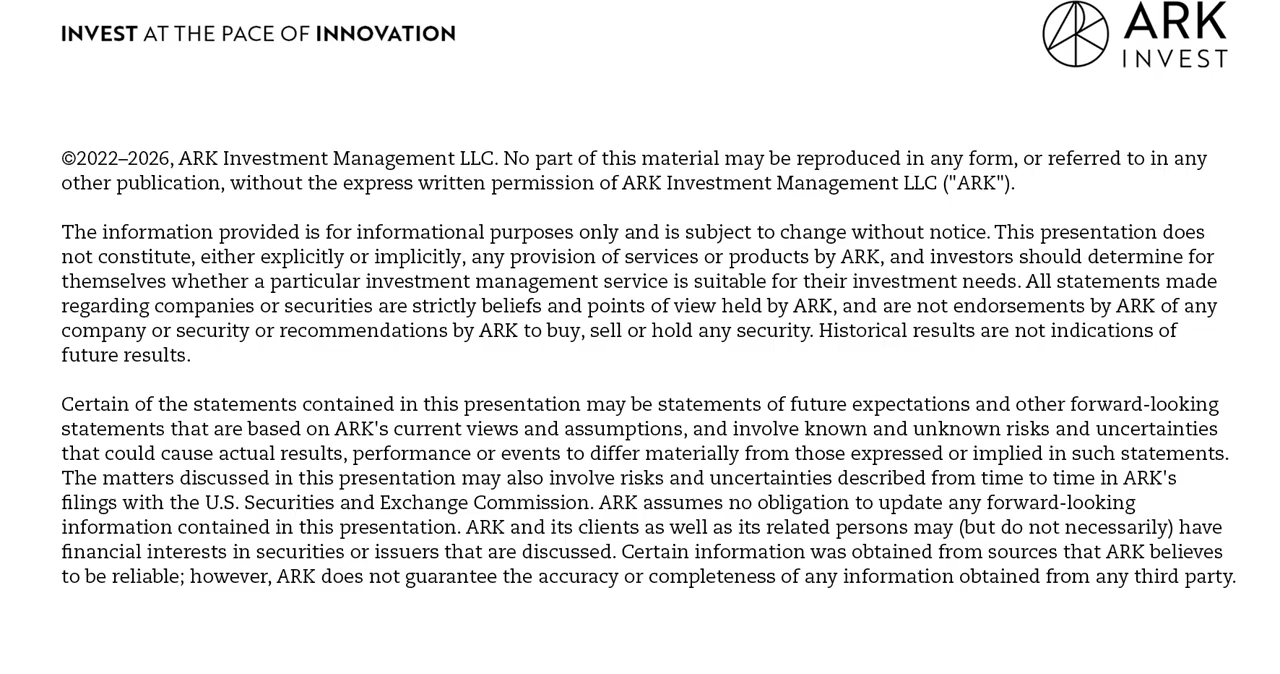 INVEST AT THE PACE OF INNOVATION
ARK
INVEST
©2022–2026, ARK Investment Management LLC. No part of this material may be reproduced in any form, or referred to in any
other publication, without the express written permission of ARK Investment Management LLC ("ARK").
The information provided is for informational purposes only and is subject to change without notice. This presentation does
not constitute, either explicitly or implicitly, any provision of services or products by ARK, and investors should determine for
themselves whether a particular investment management service is suitable for their investment needs. All statements made
regarding companies or securities are strictly beliefs and points of view held by ARK, and are not endorsements by ARK of any
company or security or recommendations by ARK to buy, sell or hold any security. Historical results are not indications of
future results.
Certain of the statements contained in this presentation may be statements of future expectations and other forward-looking
statements that are based on ARK's current views and assumptions, and involve known and unknown risks and uncertainties
that could cause actual results, performance or events to differ materially from those expressed or implied in such statements.
The matters discussed in this presentation may also involve risks and uncertainties described from time to time in ARK's
filings with the U.S. Securities and Exchange Commission. ARK assumes no obligation to update any forward-looking
information contained in this presentation. ARK and its clients as well as its related persons may (but do not necessarily) have
financial interests in securities or issuers that are discussed. Certain information was obtained from sources that ARK believes
to be reliable; however, ARK does not guarantee the accuracy or completeness of any information obtained from any third party.